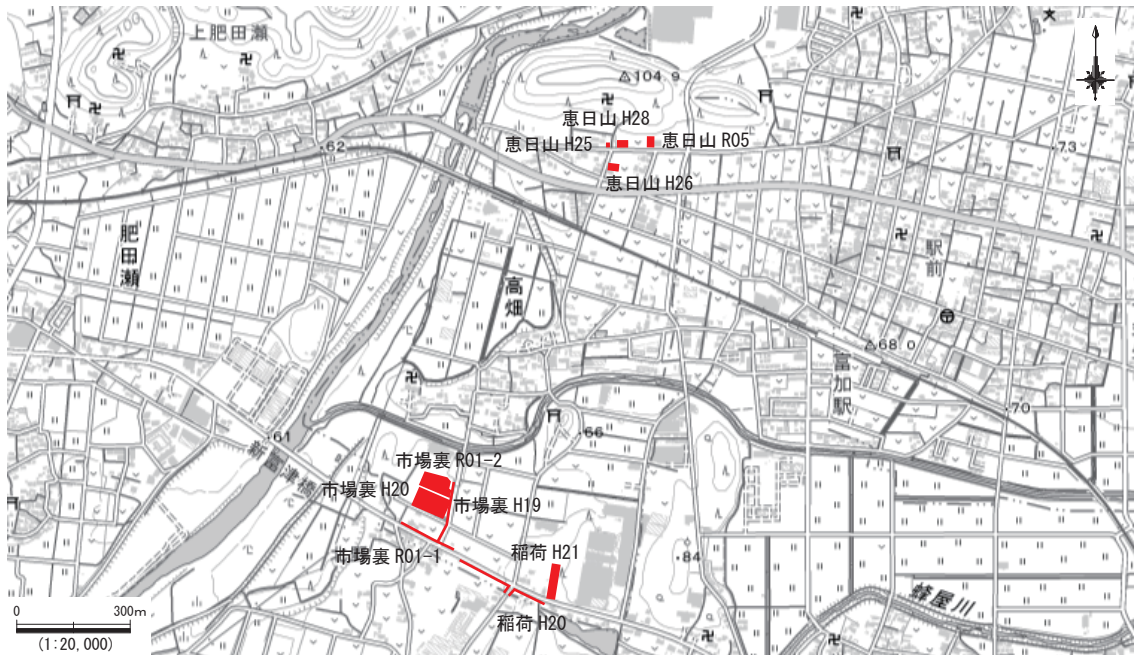 上肥田瀬
104.9
恵日山 H28
恵日山 H25
恵日山 R05
62
73
恵日山 H26
肥田瀬
高畑
駅前
68.0
富加駅
70
66
61
新富津橋
市場裏 R01-2
市場裏 H20
市場裏 H19
市場裏 R01-1
稲荷 H21
84
稲荷 H20
蜂屋川
0
300m
(1:20,000)